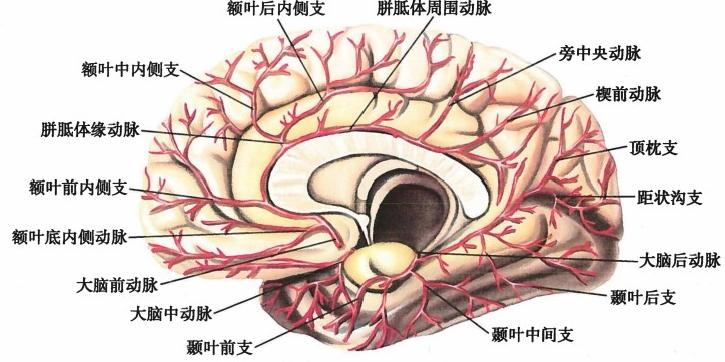 额叶后内侧支
胼胝体周围动脉
额叶中内侧支
旁中央动脉
楔前动脉
胼胝体缘动脉
顶枕支
额叶前内侧支
距状沟支
额叶底内侧动脉
大脑后动脉
大脑前动脉
颞叶后支
大脑中动脉
颞叶中间支
颞叶前支